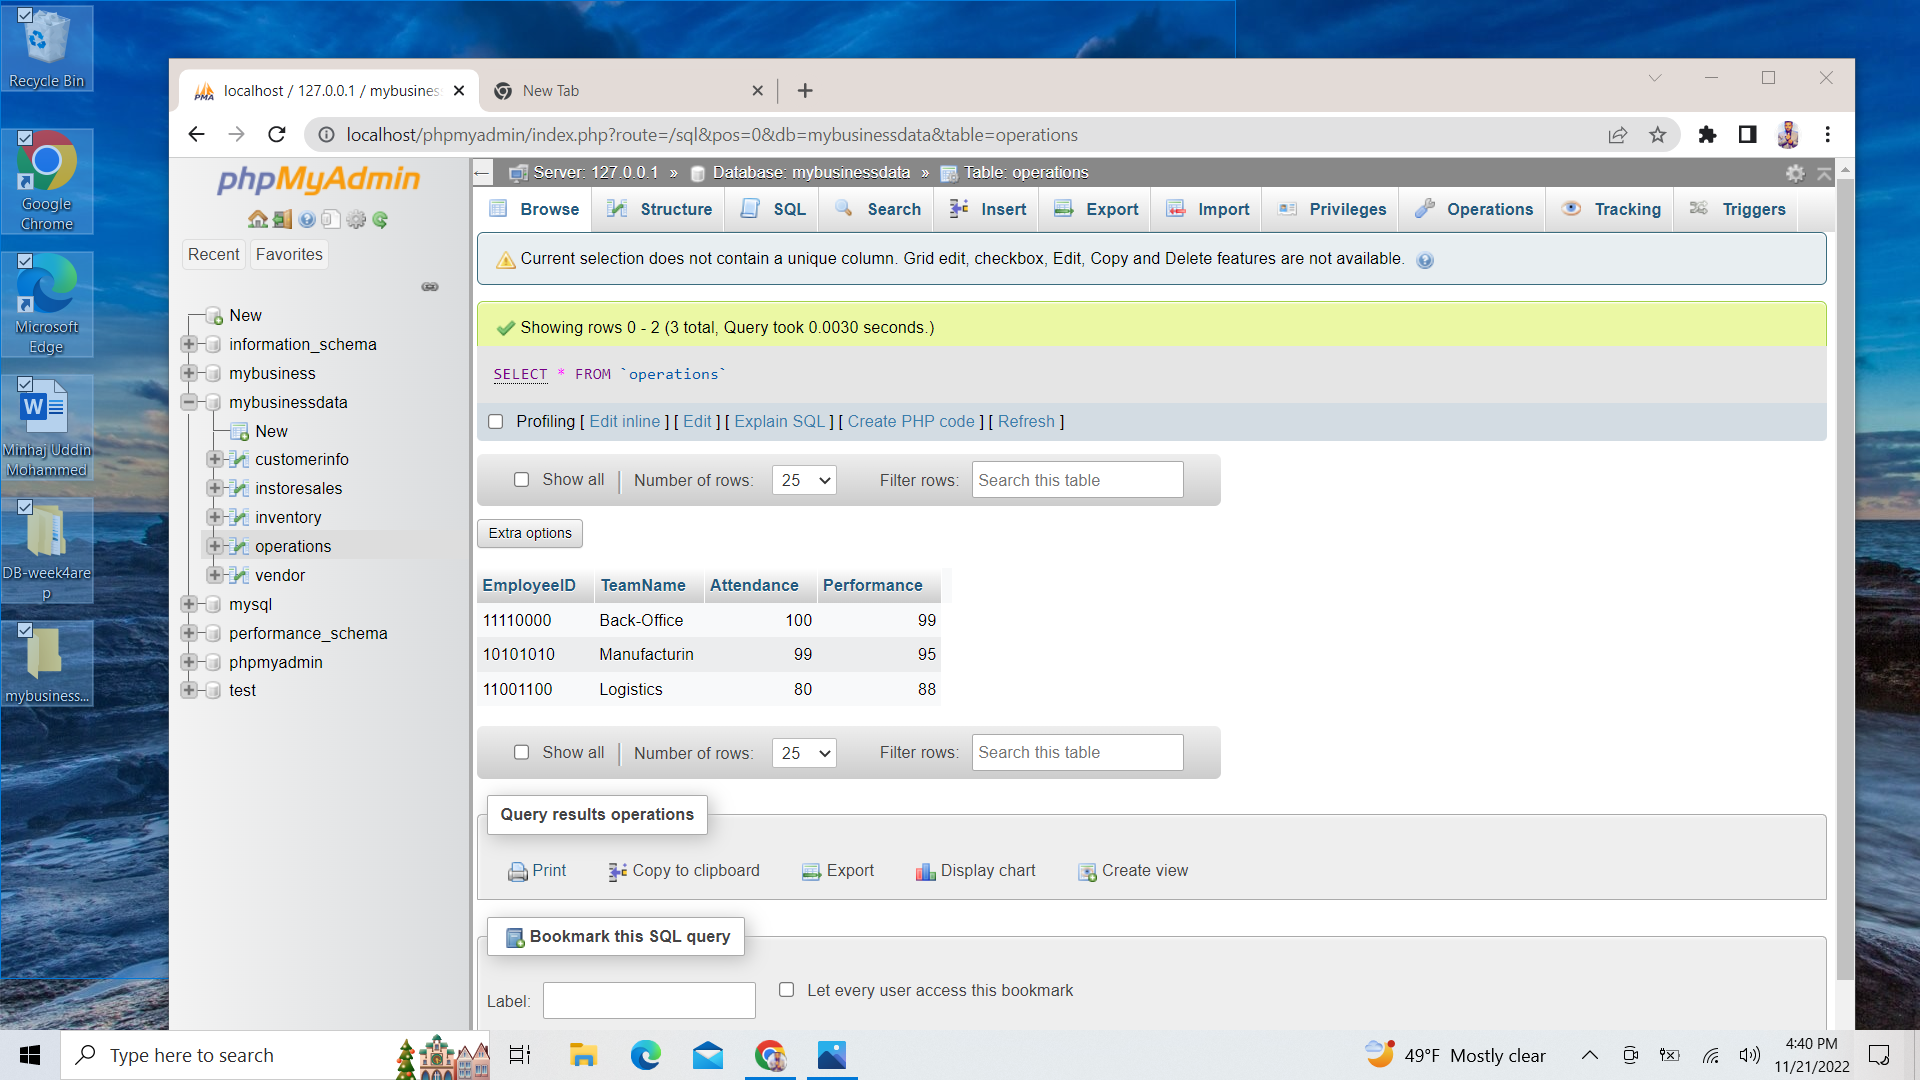 Recycle Bin
Google
Chrome
Microsoft
Edge
Minhaj Uddin
Mohammed
DB-week4are
p
mybusiness...
localhost / 127.0.0.1 / mybusines
New Tab
localhost/phpmyadmin/index.php?route=/sql&pos=0&db=mybusinessdata&table=operations
phpMyAdmin
Recent
Favorites
New
information_schema
mybusiness
mybusinessdata
New
customerinfo
instoresales
inventory
operations
vendor
mysql
performance_schema
phpmyadmin
test
Server: 127.0.0.1 » Database: mybusinessdata » Table: operations
Browse Structure SQL Search Insert Export Import Privileges Operations Tracking Triggers
Current selection does not contain a unique column. Grid edit, checkbox, Edit, Copy and Delete features are not available.
Showing rows 0 - 2 (3 total, Query took 0.0030 seconds.)
SELECT * FROM `operations`
Profiling [ Edit inline ] [ Edit ] [ Explain SQL ] [ Create PHP code ] [ Refresh ]
Show all Number of rows: 25 Filter rows: Search this table
Extra options
EmployeeID TeamName Attendance Performance
11110000 Back-Office 100 99
10101010 Manufacturin 99 95
11001100 Logistics 80 88
Show all Number of rows: 25 Filter rows: Search this table
Query results operations
Print Copy to clipboard Export Display chart Create view
Bookmark this SQL query
Label: Let every user access this bookmark
Type here to search
49°F Mostly clear
4:40 PM
11/21/2022